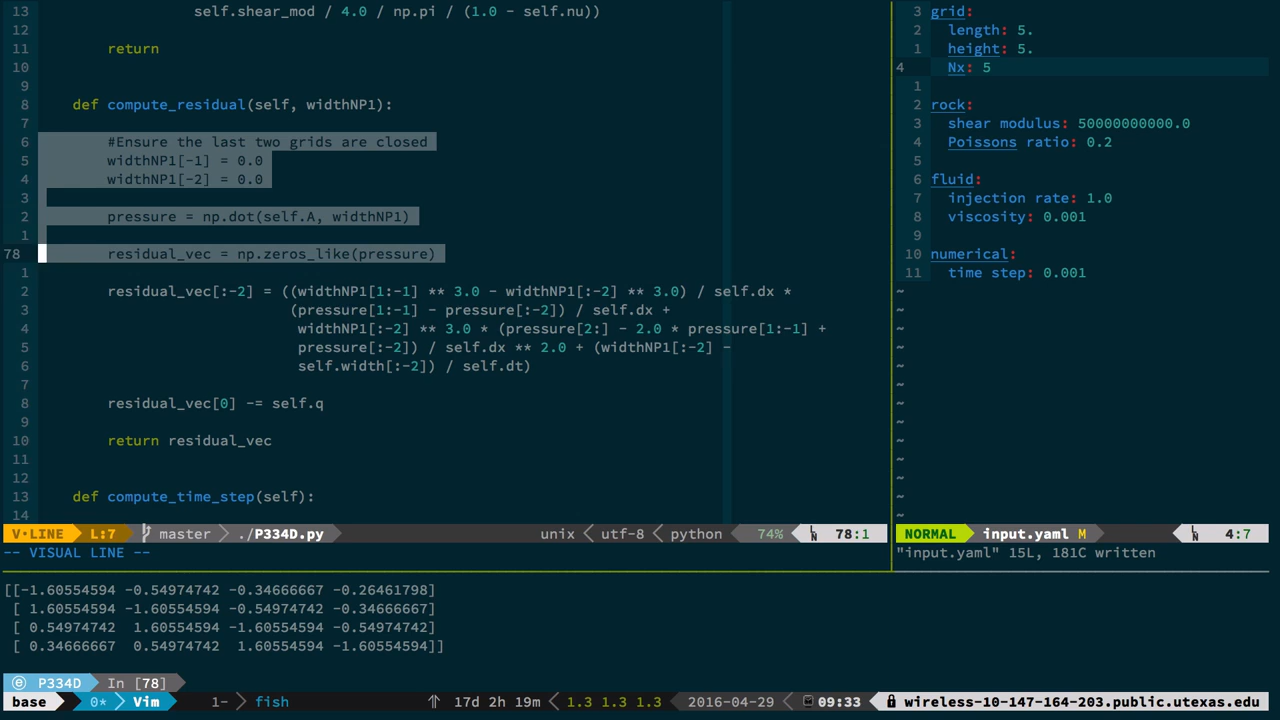 13                    self.shear_mod / 4.0 / np.pi / (1.0 - self.nu))
12
11          return
10
9
8      def compute_residual(self, widthNP1):
7
6          #Ensure the last two grids are closed
5          widthNP1[-1] = 0.0
4          widthNP1[-2] = 0.0
3
2          pressure = np.dot(self.A, widthNP1)
1
78         residual_vec = np.zeros_like(pressure)
1
2          residual_vec[:-2] = ((widthNP1[1:-1] ** 3.0 - widthNP1[:-2] ** 3.0) / self.dx *
3                               (pressure[1:-1] - pressure[:-2]) / self.dx +
4                                widthNP1[:-2] ** 3.0 * (pressure[2:] - 2.0 * pressure[1:-1] +
5                                pressure[:-2]) / self.dx ** 2.0 + (widthNP1[:-2] -
6                                self.width[:-2]) / self.dt)
7
8          residual_vec[0] -= self.q
9
10         return residual_vec
11
12
13     def compute_time_step(self):
14
V·LINE L:7 master ./P334D.py unix utf-8 python 74% LN 78:1
-- VISUAL LINE --
3 grid:
2   length: 5.
1   height: 5.
4   Nx: 5
1
2 rock:
3   shear modulus: 50000000000.0
4   Poissons ratio: 0.2
5
6 fluid:
7   injection rate: 1.0
8   viscosity: 0.001
9
10 numerical:
11   time step: 0.001
~
~
~
~
~
~
~
~
~
~
~
~
~
NORMAL input.yaml M LN 4:7
"input.yaml" 15L, 181C written
[[-1.60554594 -0.54974742 -0.34666667 -0.26461798]
 [ 1.60554594 -1.60554594 -0.54974742 -0.34666667]
 [ 0.54974742  1.60554594 -1.60554594 -0.54974742]
 [ 0.34666667  0.54974742  1.60554594 -1.60554594]]
ⓔ P334D In [78]
base 0* Vim 1- fish 17d 2h 19m 1.3 1.3 1.3 2016-04-29 09:33 wireless-10-147-164-203.public.utexas.edu